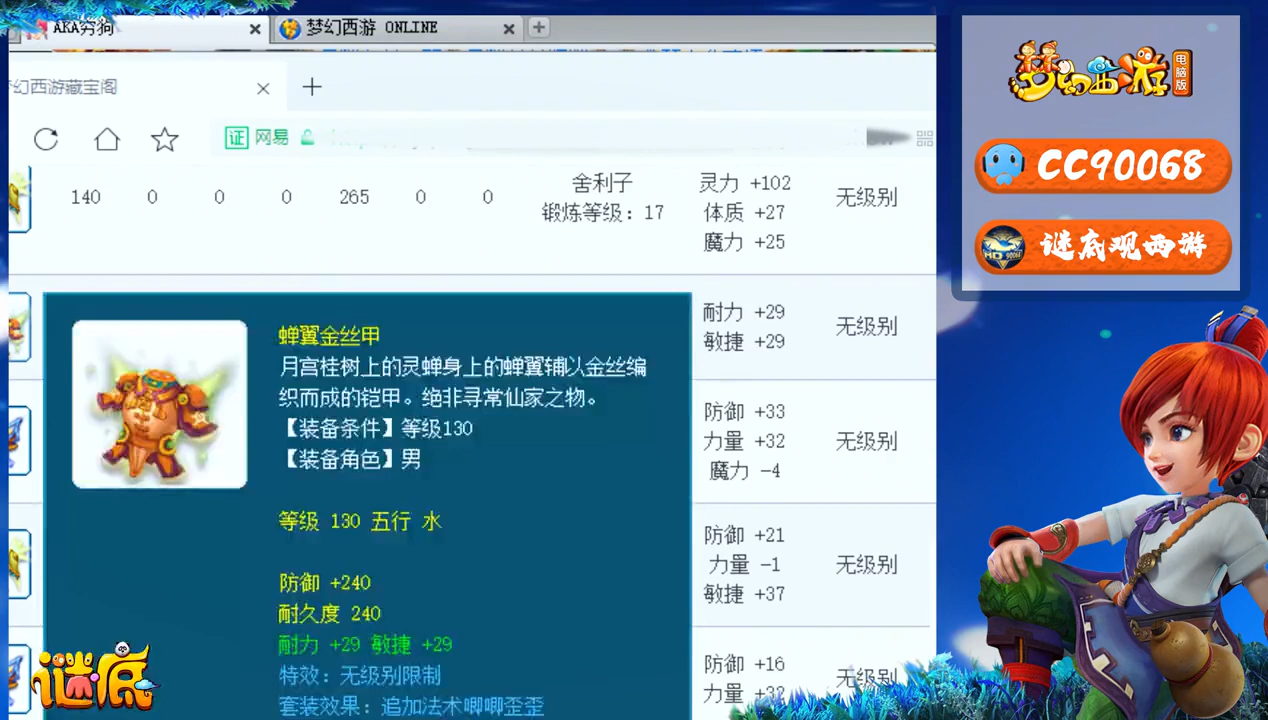 AKA穷狗
梦幻西游 ONLINE
梦幻西游
电脑版
幻西游藏宝阁
CC90068
证 网易
140 0 0 0 265 0 0
舍利子
锻炼等级：17
灵力 +102
体质 +27
魔力 +25
无级别
谜底观西游
HD 90068
蝉翼金丝甲
月宫桂树上的灵蝉身上的蝉翼辅以金丝编
织而成的铠甲。绝非寻常仙家之物。
【装备条件】等级130
【装备角色】男
等级 130 五行 水
防御 +240
耐久度 240
耐力 +29 敏捷 +29
特效：无级别限制
套装效果：追加法术唧唧歪歪
耐力 +29
敏捷 +29
无级别
防御 +33
力量 +32
魔力 -4
无级别
防御 +21
力量 -1
敏捷 +37
无级别
防御 +16
力量 +32
无级别
谜底